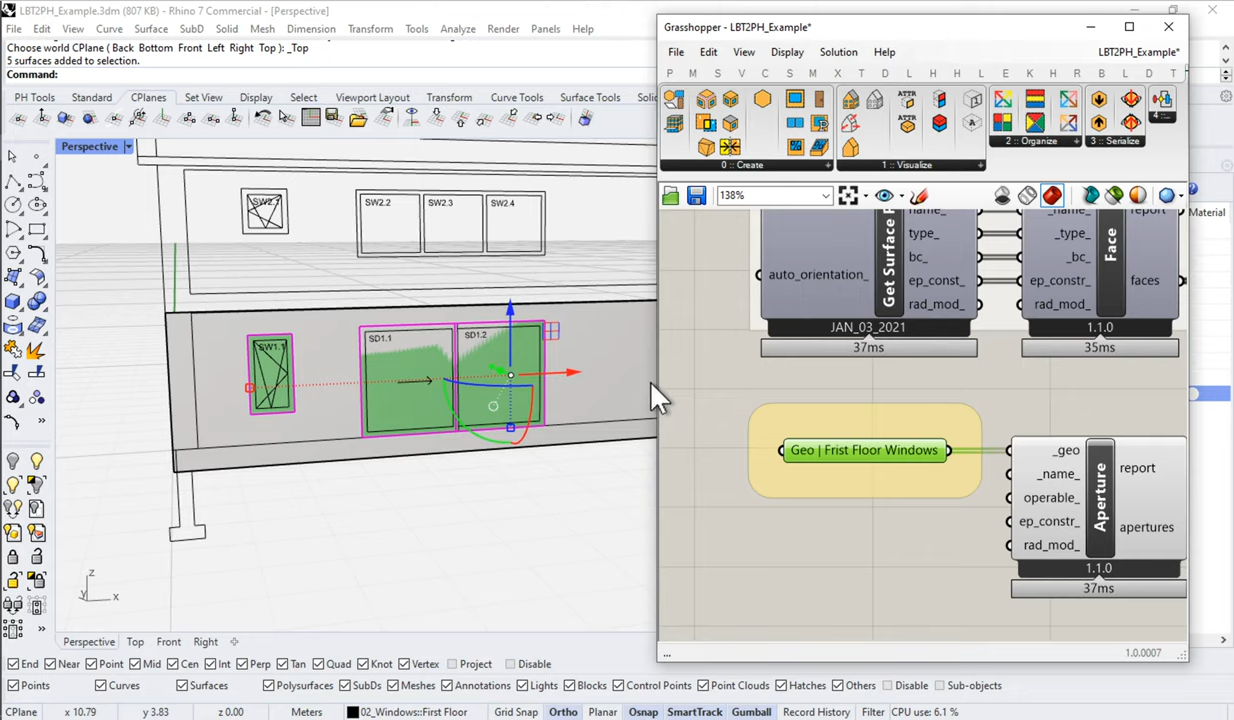 LBT2PH_Example.3dm (807 KB) - Rhino 7 Commercial - [Perspective]
File Edit View Curve Surface SubD Solid Mesh Dimension Transform Tools Analyze Render Panels Help
Choose world CPlane ( Back Bottom Front Left Right Top ): _Top
5 surfaces added to selection.
Command:
PH Tools Standard CPlanes Set View Display Select Viewport Layout Transform Curve Tools Surface Tools
Perspective
SW2.1
SW2.2
SW2.3
SW2.4
SW1.1
SD1.1
SD1.2
z
y
x
Grasshopper - LBT2PH_Example*
File Edit View Display Solution Help LBT2PH_Example*
P M S V C X T D L H H L E K M R B L D T
ATTR
ATTR
A
4 ::
0 :: Create 1 :: Visualize 2 :: Organize 3 :: Serialize
138%
Material
name_ _name_ report
type_ _type_
auto_orientation_ bc_ _bc_
ep_const_ ep_constr_ faces
rad_mod_ rad_mod_
Face
JAN_03_2021 1.1.0
37ms 35ms
Geo | Frist Floor Windows
_geo
_name_ report
operable_
ep_constr_ apertures
rad_mod_
Aperture
1.1.0
37ms
... 1.0.0007
Perspective Top Front Right
End Near Point Mid Cen Int Perp Tan Quad Knot Vertex Project Disable
Points Curves Surfaces Polysurfaces SubDs Meshes Annotations Lights Blocks Control Points Point Clouds Hatches Others Disable Sub-objects
CPlane x 10.79 y 3.83 z 0.00 Meters 02_Windows::First Floor Grid Snap Ortho Planar Osnap SmartTrack Gumball Record History Filter CPU use: 6.1 %